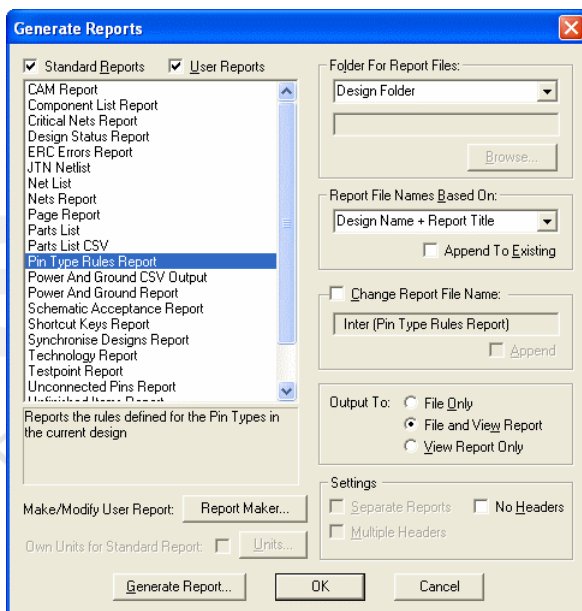 Generate Reports
Standard Reports
User Reports
CAM Report
Component List Report
Critical Nets Report
Design Status Report
ERC Errors Report
JTN Netlist
Net List
Nets Report
Page Report
Parts List
Parts List CSV
Pin Type Rules Report
Power And Ground CSV Output
Power And Ground Report
Schematic Acceptance Report
Shortcut Keys Report
Synchronise Designs Report
Technology Report
Testpoint Report
Unconnected Pins Report
Unfinished Items Report
Reports the rules defined for the Pin Types in
the current design
Make/Modify User Report:
Report Maker...
Own Units for Standard Report:
Units...
Folder For Report Files:
Design Folder
Browse...
Report File Names Based On:
Design Name + Report Title
Append To Existing
Change Report File Name:
Inter (Pin Type Rules Report)
Append
Output To:
File Only
File and View Report
View Report Only
Settings
Separate Reports
No Headers
Multiple Headers
Generate Report...
OK
Cancel